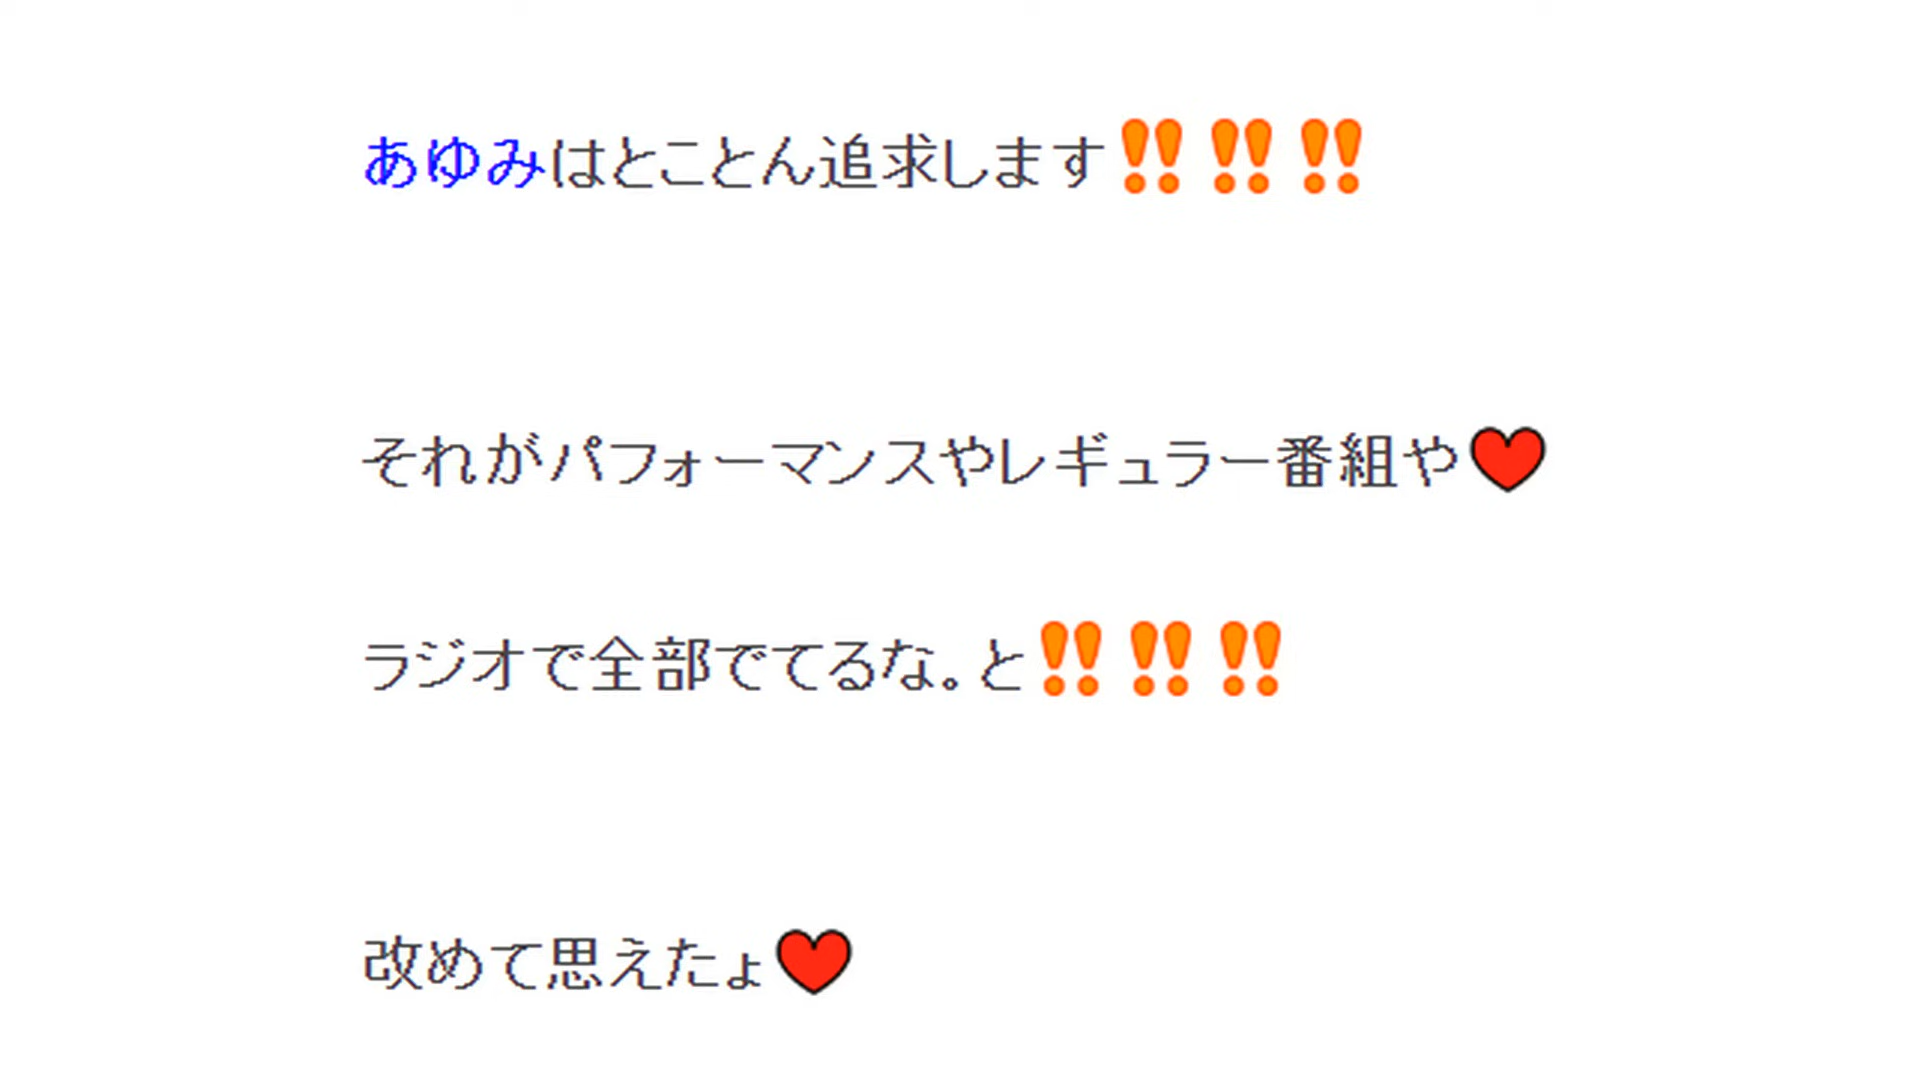 あゆみはとことん追求します‼️‼️‼️
それがパフォーマンスやレギュラー番組や❤️
ラジオで全部でてるな。と‼️‼️‼️
改めて思えたょ❤️